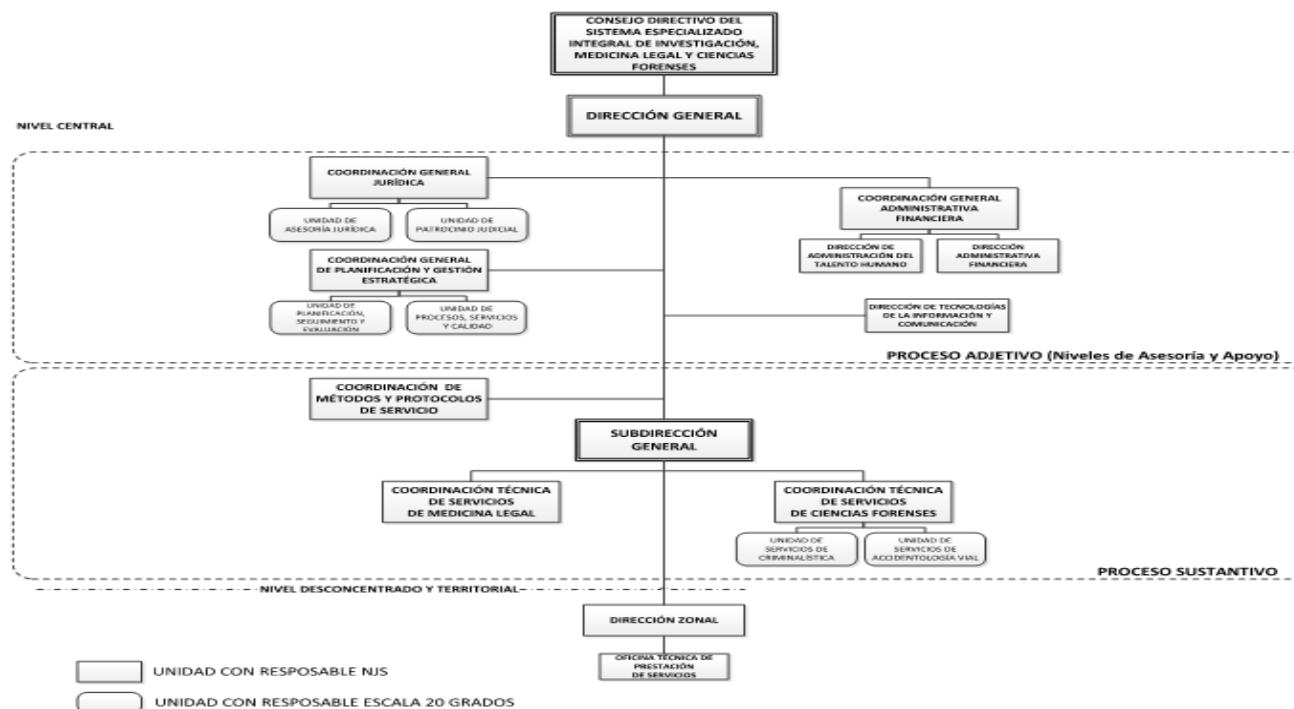 CONSEJO DIRECTIVO DEL
SISTEMA ESPECIALIZADO
INTEGRAL DE INVESTIGACIÓN,
MEDICINA LEGAL Y CIENCIAS
FORENSES
DIRECCIÓN GENERAL
NIVEL CENTRAL
COORDINACIÓN GENERAL
JURÍDICA
UNIDAD DE
ASESORÍA JURÍDICA
UNIDAD DE
PATROCINIO JUDICIAL
COORDINACIÓN GENERAL
ADMINISTRATIVA
FINANCIERA
DIRECCIÓN DE
ADMINISTRACIÓN DEL
TALENTO HUMANO
DIRECCIÓN
ADMINISTRATIVA
FINANCIERA
COORDINACIÓN GENERAL
DE PLANIFICACIÓN Y GESTIÓN
ESTRATÉGICA
UNIDAD DE
PLANIFICACIÓN,
SEGUIMIENTO Y
EVALUACIÓN
UNIDAD DE
PROCESOS, SERVICIOS
Y CALIDAD
DIRECCIÓN DE TECNOLOGÍAS
DE LA INFORMACIÓN Y
COMUNICACIÓN
PROCESO ADJETIVO (Niveles de Asesoría y Apoyo)
COORDINACIÓN DE
MÉTODOS Y PROTOCOLOS
DE SERVICIO
SUBDIRECCIÓN
GENERAL
COORDINACIÓN TÉCNICA
DE SERVICIOS
DE MEDICINA LEGAL
COORDINACIÓN TÉCNICA
DE SERVICIOS
DE CIENCIAS FORENSES
UNIDAD DE
SERVICIOS DE
CRIMINALÍSTICA
UNIDAD DE
SERVICIOS DE
ACCIDENTOLOGÍA VIAL
PROCESO SUSTANTIVO
NIVEL DESCONCENTRADO Y TERRITORIAL
DIRECCIÓN ZONAL
OFICINA TÉCNICA DE
PRESTACIÓN
DE SERVICIOS
UNIDAD CON RESPOSABLE NJS
UNIDAD CON RESPOSABLE ESCALA 20 GRADOS